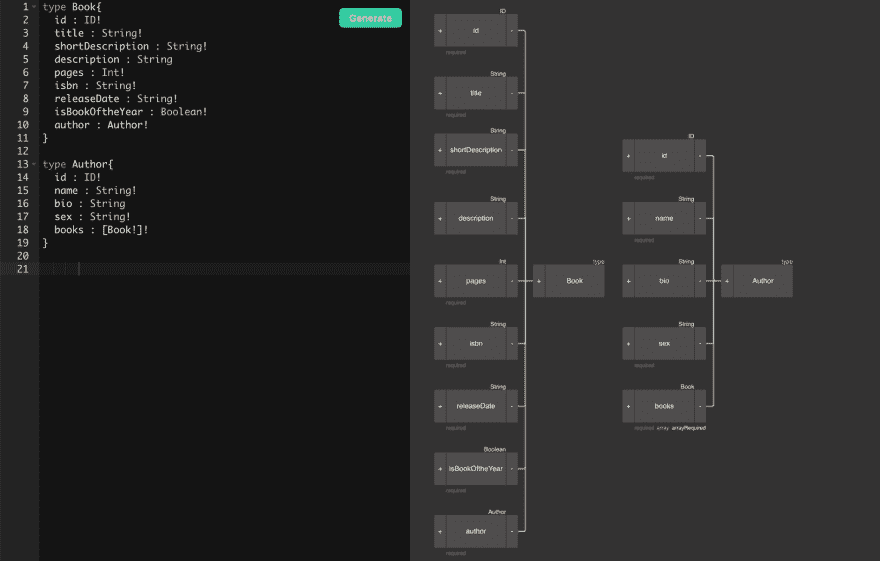 1 type Book{
2 id : ID!
3 title : String!
4 shortDescription : String!
5 description : String
6 pages : Int!
7 isbn : String!
8 releaseDate : String!
9 isBookOftheYear : Boolean!
10 author : Author!
11 }
12
13 type Author{
14 id : ID!
15 name : String!
16 bio : String
17 sex : String!
18 books : [Book!]!
19 }
20
21
Generate
ID
+ id -
required
String
+ title -
required
String
+ shortDescription -
required
String
+ description -
Int
+ pages -
required
String
+ isbn -
required
String
+ releaseDate -
required
Boolean
+ isBookOftheYear -
required
Author
+ author -
required
type
+ Book
ID
+ id -
required
String
+ name -
required
String
+ bio -
String
+ sex -
required
Book
+ books -
required array arrayRequired
type
+ Author